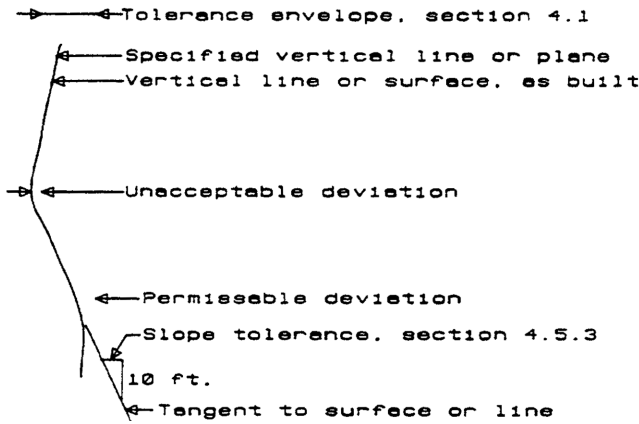 Tolerance envelope, section 4.1
Specified vertical line or plane
Vertical line or surface, as built
Unacceptable deviation
Permissable deviation
Slope tolerance, section 4.5.3
10 ft.
Tangent to surface or line